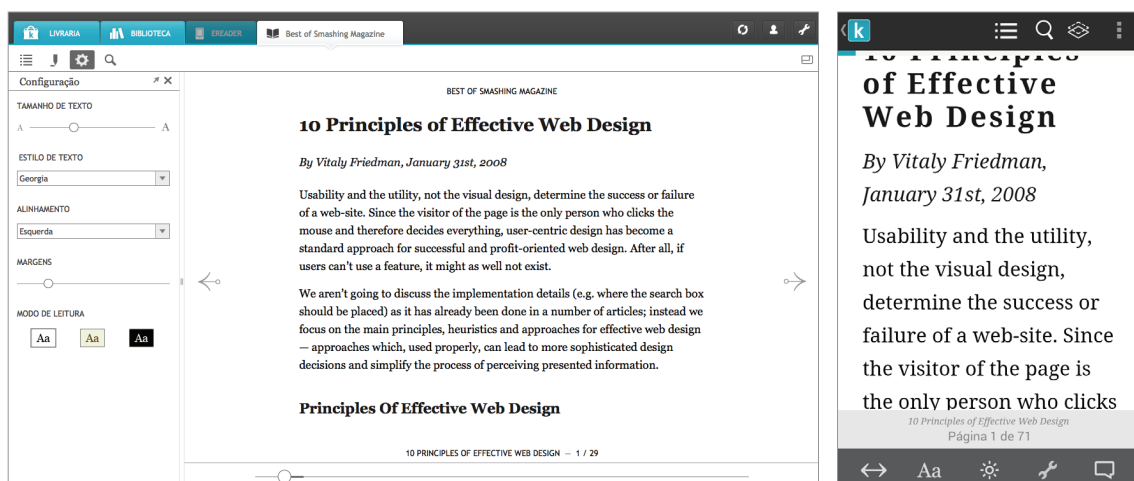 LIVRARIA
BIBLIOTECA
EREADER
Best of Smashing Magazine
Configuração
TAMANHO DE TEXTO
A A
ESTILO DE TEXTO
Georgia
ALINHAMENTO
Esquerda
MARGENS
MODO DE LEITURA
Aa Aa Aa
BEST OF SMASHING MAGAZINE
10 Principles of Effective Web Design
By Vitaly Friedman, January 31st, 2008
Usability and the utility, not the visual design, determine the success or failure
of a web-site. Since the visitor of the page is the only person who clicks the
mouse and therefore decides everything, user-centric design has become a
standard approach for successful and profit-oriented web design. After all, if
users can't use a feature, it might as well not exist.
We aren't going to discuss the implementation details (e.g. where the search box
should be placed) as it has already been done in a number of articles; instead we
focus on the main principles, heuristics and approaches for effective web design
— approaches which, used properly, can lead to more sophisticated design
decisions and simplify the process of perceiving presented information.
Principles Of Effective Web Design
10 PRINCIPLES OF EFFECTIVE WEB DESIGN — 1 / 29
k
10 Principles
of Effective
Web Design
By Vitaly Friedman,
January 31st, 2008
Usability and the utility,
not the visual design,
determine the success or
failure of a web-site. Since
the visitor of the page is
the only person who clicks
10 Principles of Effective Web Design
Página 1 de 71
Aa